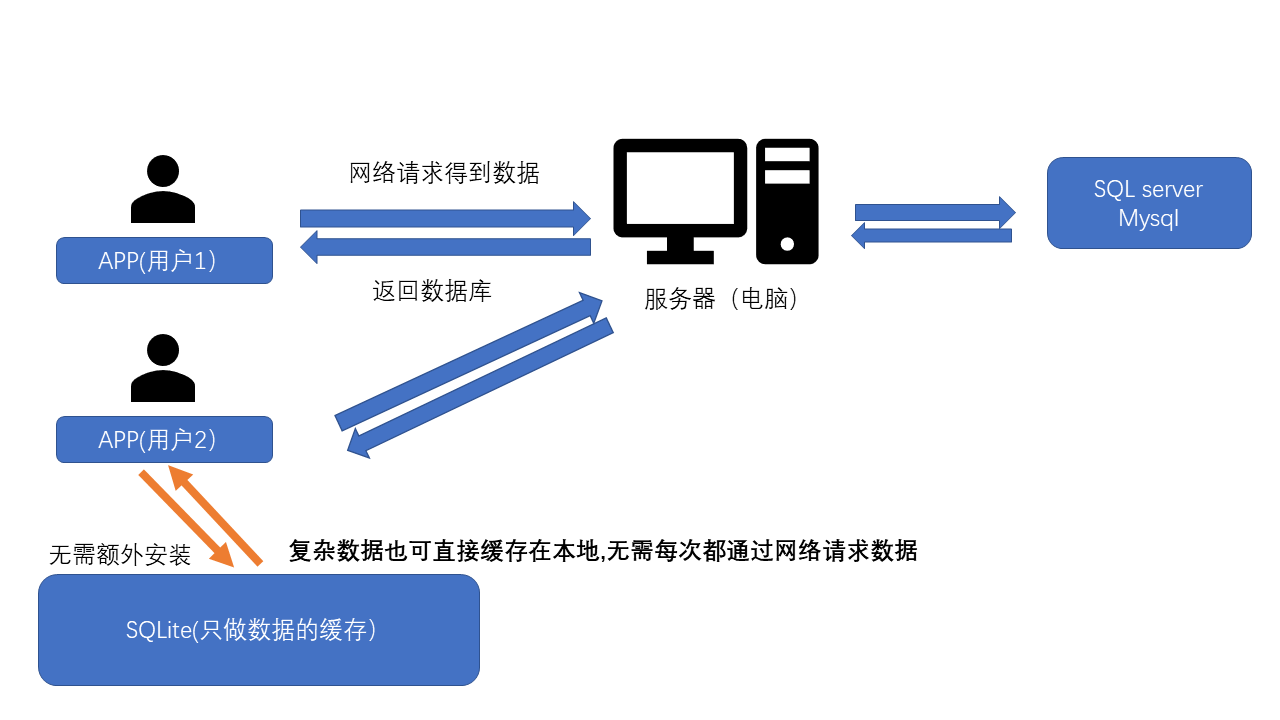 网络请求得到数据
APP(用户1）
返回数据库
服务器（电脑）
SQL server
Mysql
APP(用户2）
无需额外安装
复杂数据也可直接缓存在本地,无需每次都通过网络请求数据
SQLite(只做数据的缓存）